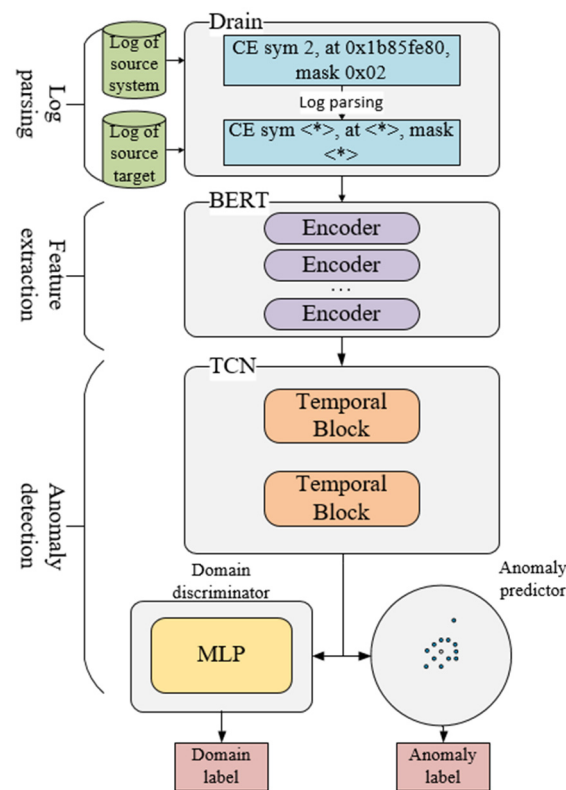 Drain
Log of
source
system
CE sym 2, at 0x1b85fe80,
mask 0x02
Log parsing
Log of
source
target
CE sym <*>, at <*>, mask
<*>
Log
parsing
BERT
Encoder
Encoder
...
Encoder
Feature
extraction
TCN
Temporal
Block
Temporal
Block
Anomaly
detection
Domain
discriminator
MLP
Anomaly
predictor
Domain
label
Anomaly
label